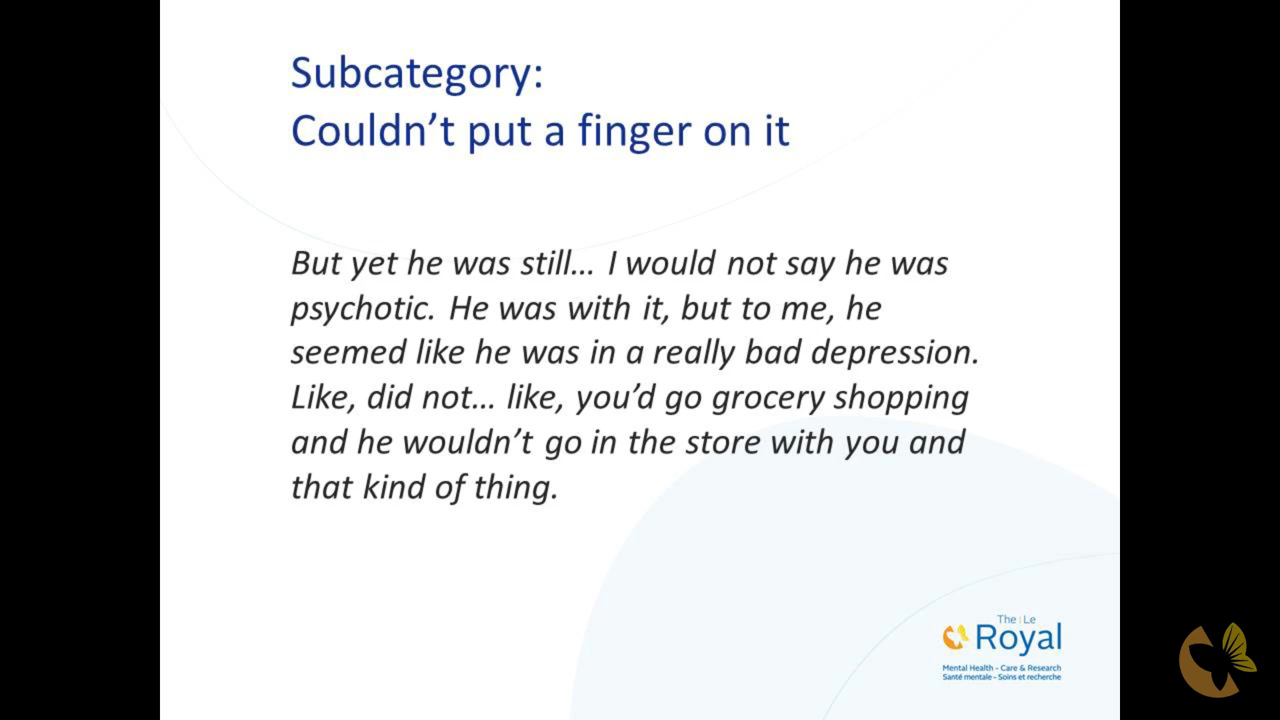 Subcategory:
Couldn’t put a finger on it
But yet he was still… I would not say he was
psychotic. He was with it, but to me, he
seemed like he was in a really bad depression.
Like, did not… like, you’d go grocery shopping
and he wouldn’t go in the store with you and
that kind of thing.
The | Le
Royal
Mental Health - Care & Research
Santé mentale - Soins et recherche